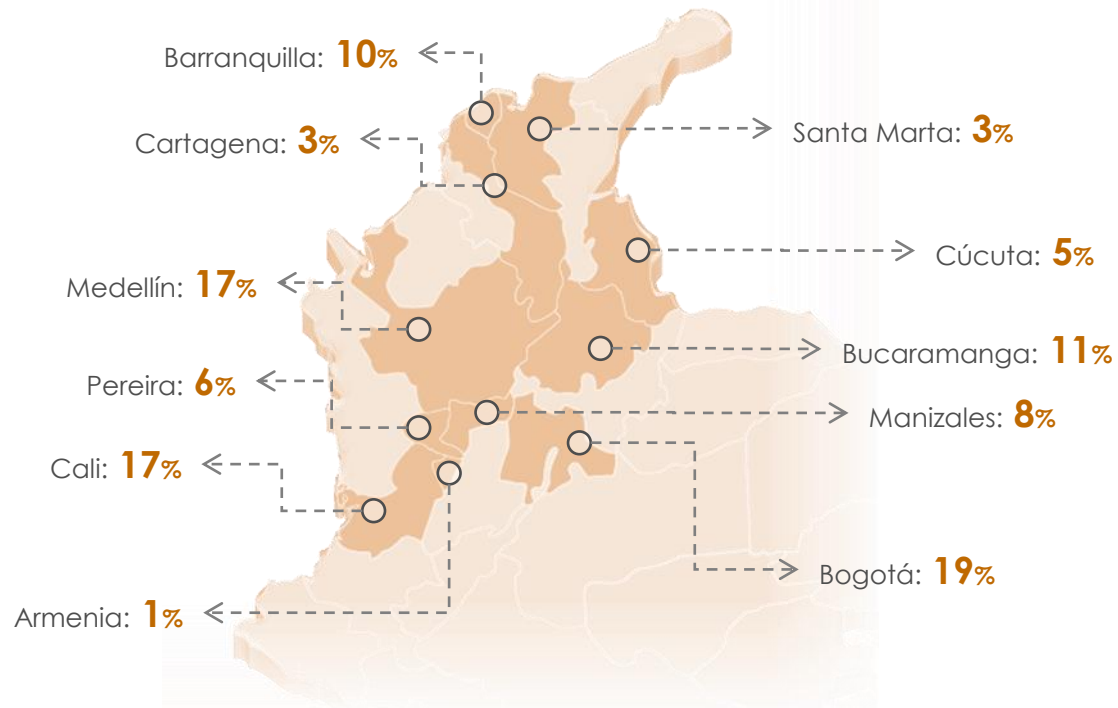 Barranquilla: 10%
Santa Marta: 3%
Cartagena: 3%
Cúcuta: 5%
Medellín: 17%
Bucaramanga: 11%
Pereira: 6%
Manizales: 8%
Cali: 17%
Bogotá: 19%
Armenia: 1%